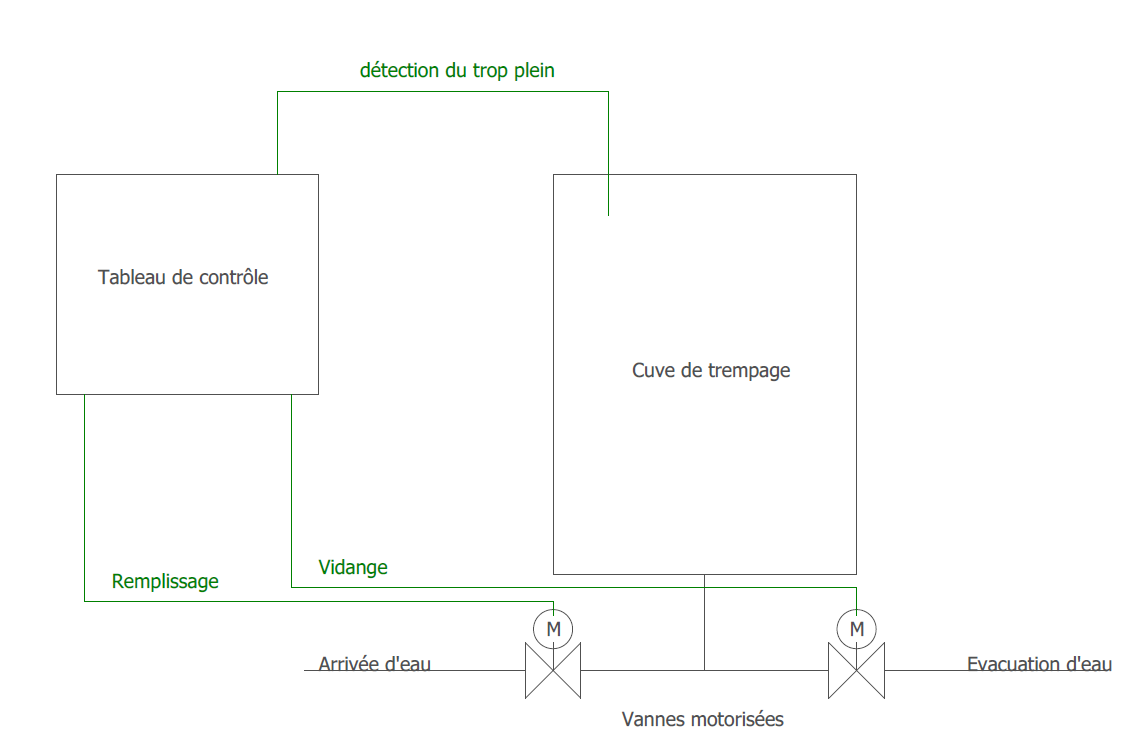 détection du trop plein
Tableau de contrôle
Cuve de trempage
Vidange
Remplissage
M
M
Arrivée d'eau
Evacuation d'eau
Vannes motorisées